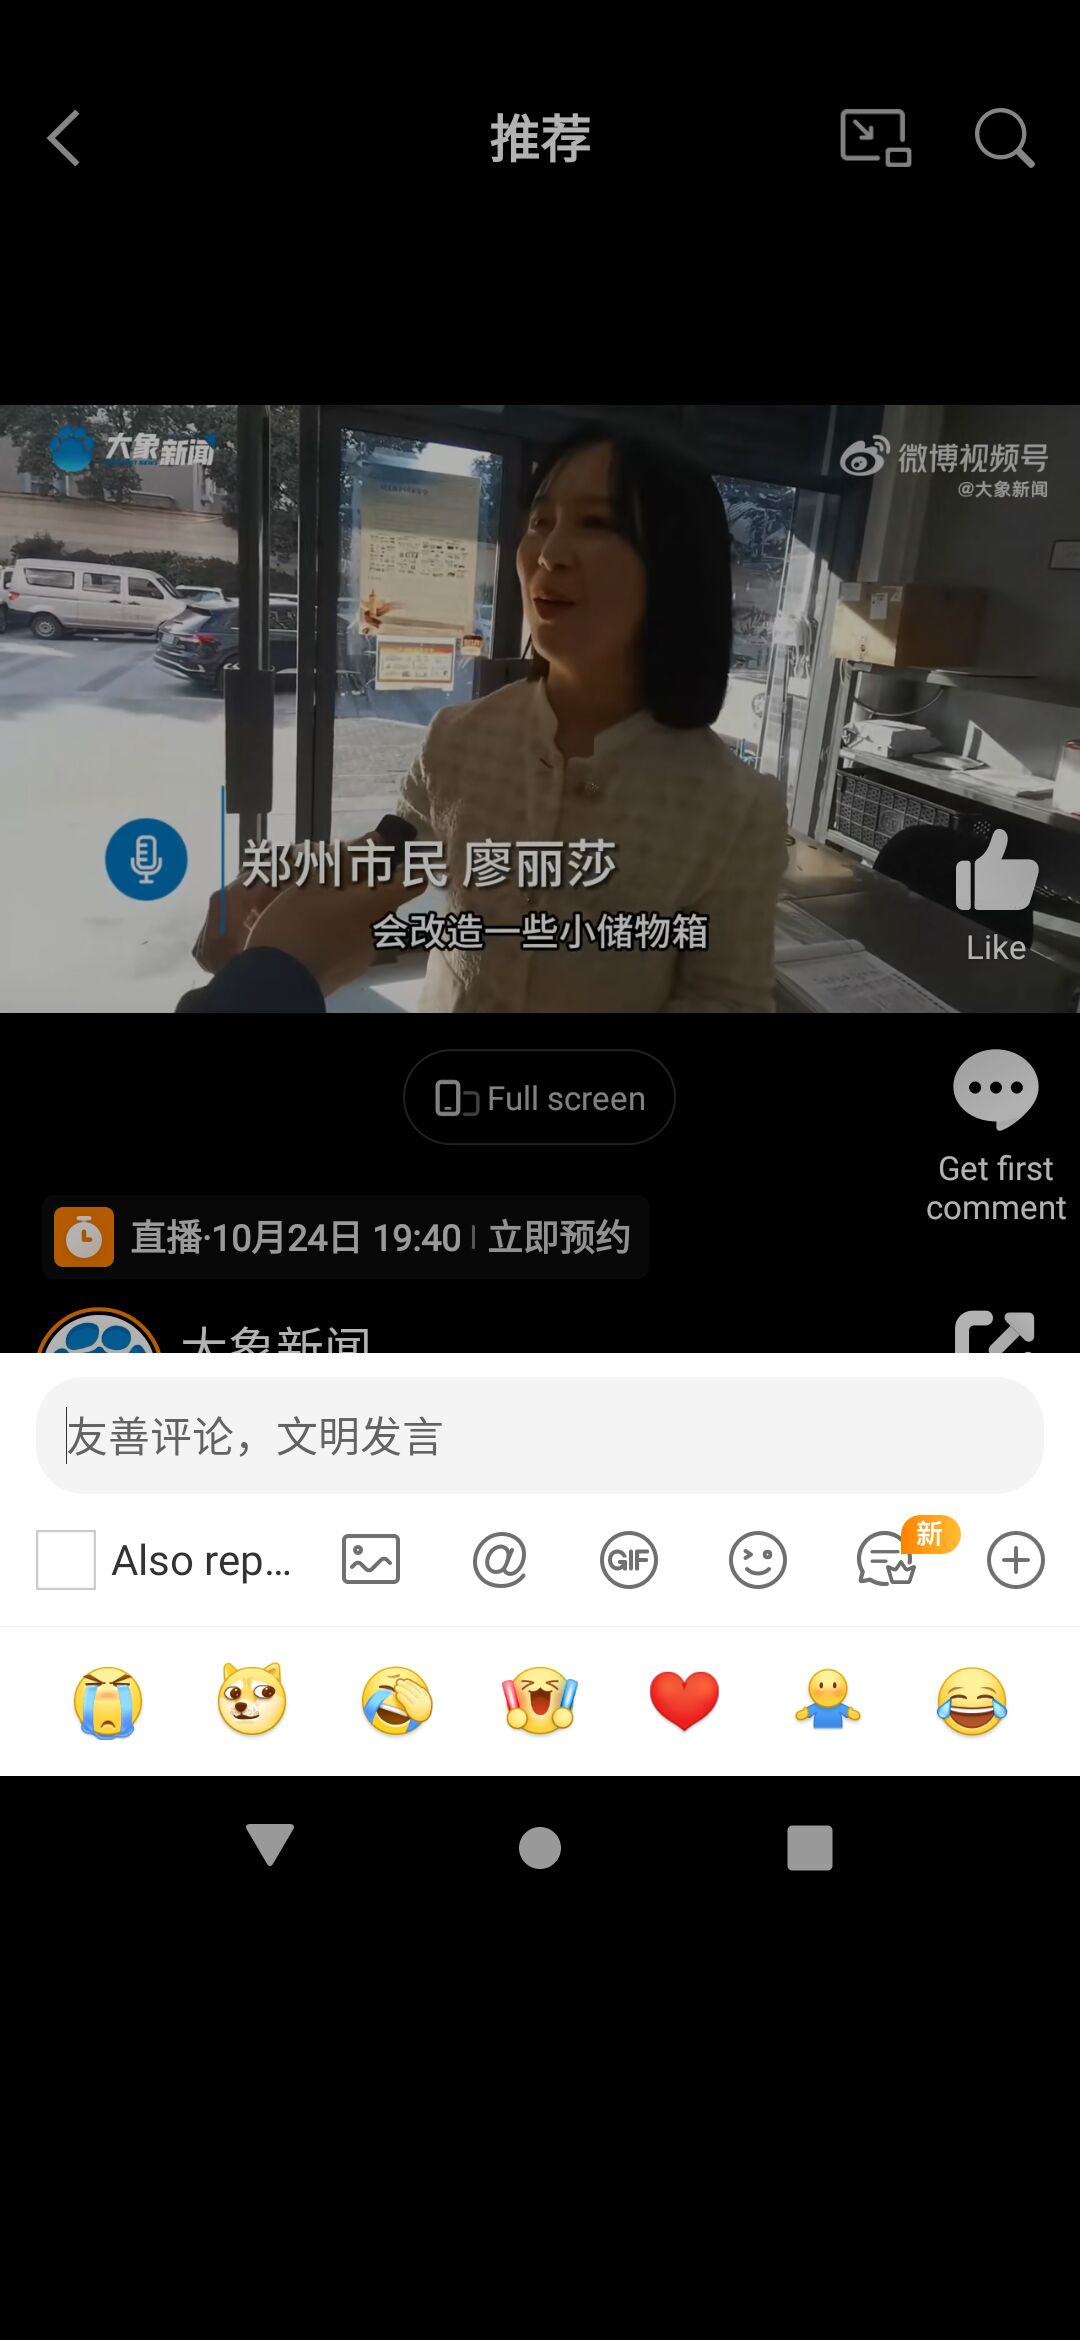 推荐
大象新闻
微博视频号
@大象新闻
郑州市民 廖丽莎
会改造一些小储物箱
Like
Full screen
Get first
comment
直播·10月24日 19:40 | 立即预约
大象新闻
友善评论，文明发言
Also rep...
GIF
新